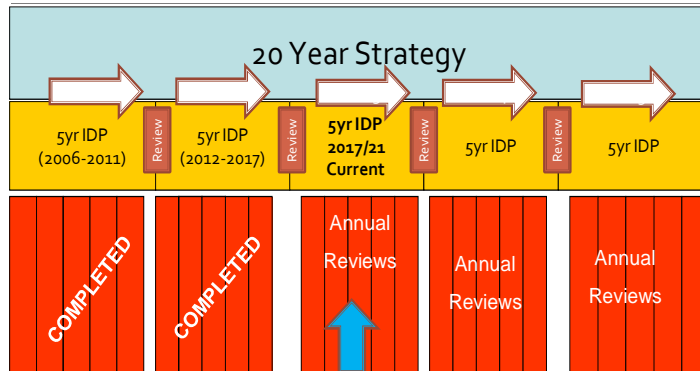 20 Year Strategy
5yr IDP
(2006-2011)
Review
5yr IDP
(2012-2017)
Review
5yr IDP
2017/21
Current
Review
5yr IDP
Review
5yr IDP
COMPLETED
COMPLETED
Annual
Reviews
Annual
Reviews
Annual
Reviews